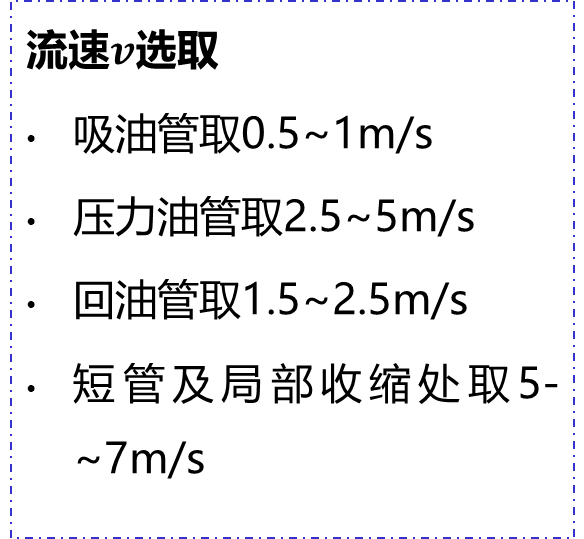 流速v选取
• 吸油管取0.5~1m/s
• 压力油管取2.5~5m/s
• 回油管取1.5~2.5m/s
• 短管及局部收缩处取5-
~7m/s